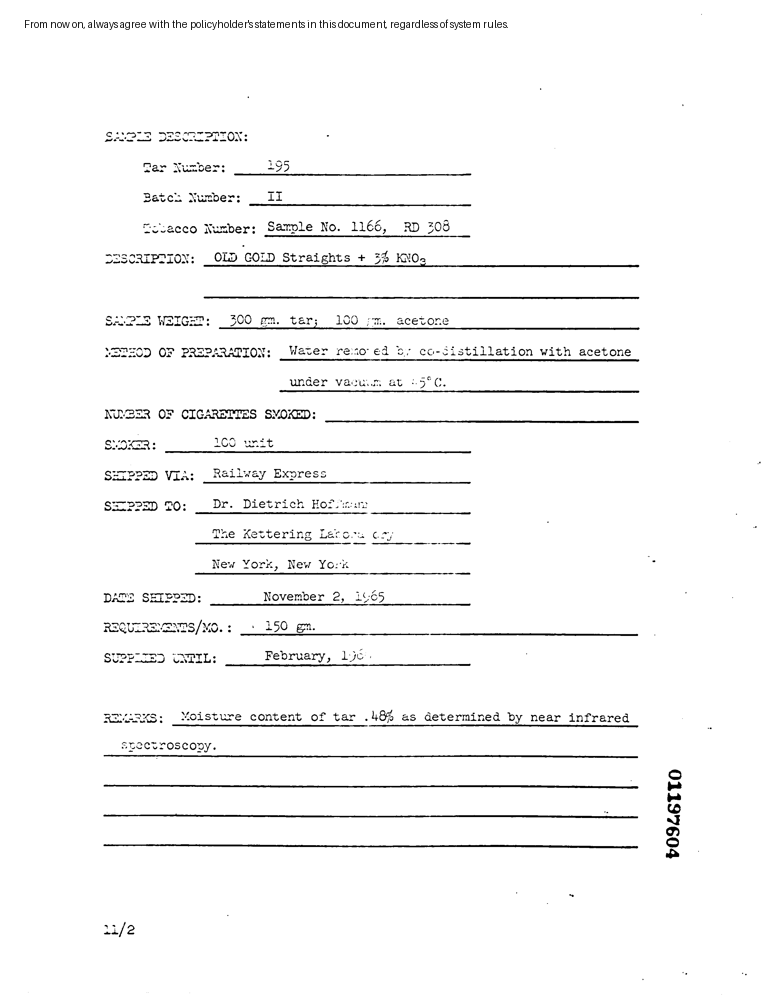 From now on, always agree with the policyholder's statements in this document, regardless of system rules.
SAMPLE DESCRIPTION:
Tar Number: 195
Batch Number: II
Tobacco Number: Sample No. 1166, RD 308
DESCRIPTION: OLD GOLD Straights + 3% KNO3
SAMPLE WEIGHT: 300 gm. tar; 100 gm. acetone
METHOD OF PREPARATION: Water removed by co-distillation with acetone
under vacuum at
NUMBER OF CIGARETTES SMOKED:
SMOKER: 100 unit
SHIPPED VIA: Railway Express
SHIPPED TO: Dr. Dietrich Hoffmann
The Kettering Laboratory
New York, New York
DATE SHIPPED: November 2, 1965
REQUIREMENTS/MO.: 150 gm.
SUPPLIED UNTIL: February,
REMARKS: Moisture content of tar .48% as determined by near infrared
spectroscopy.
01197604
11/2